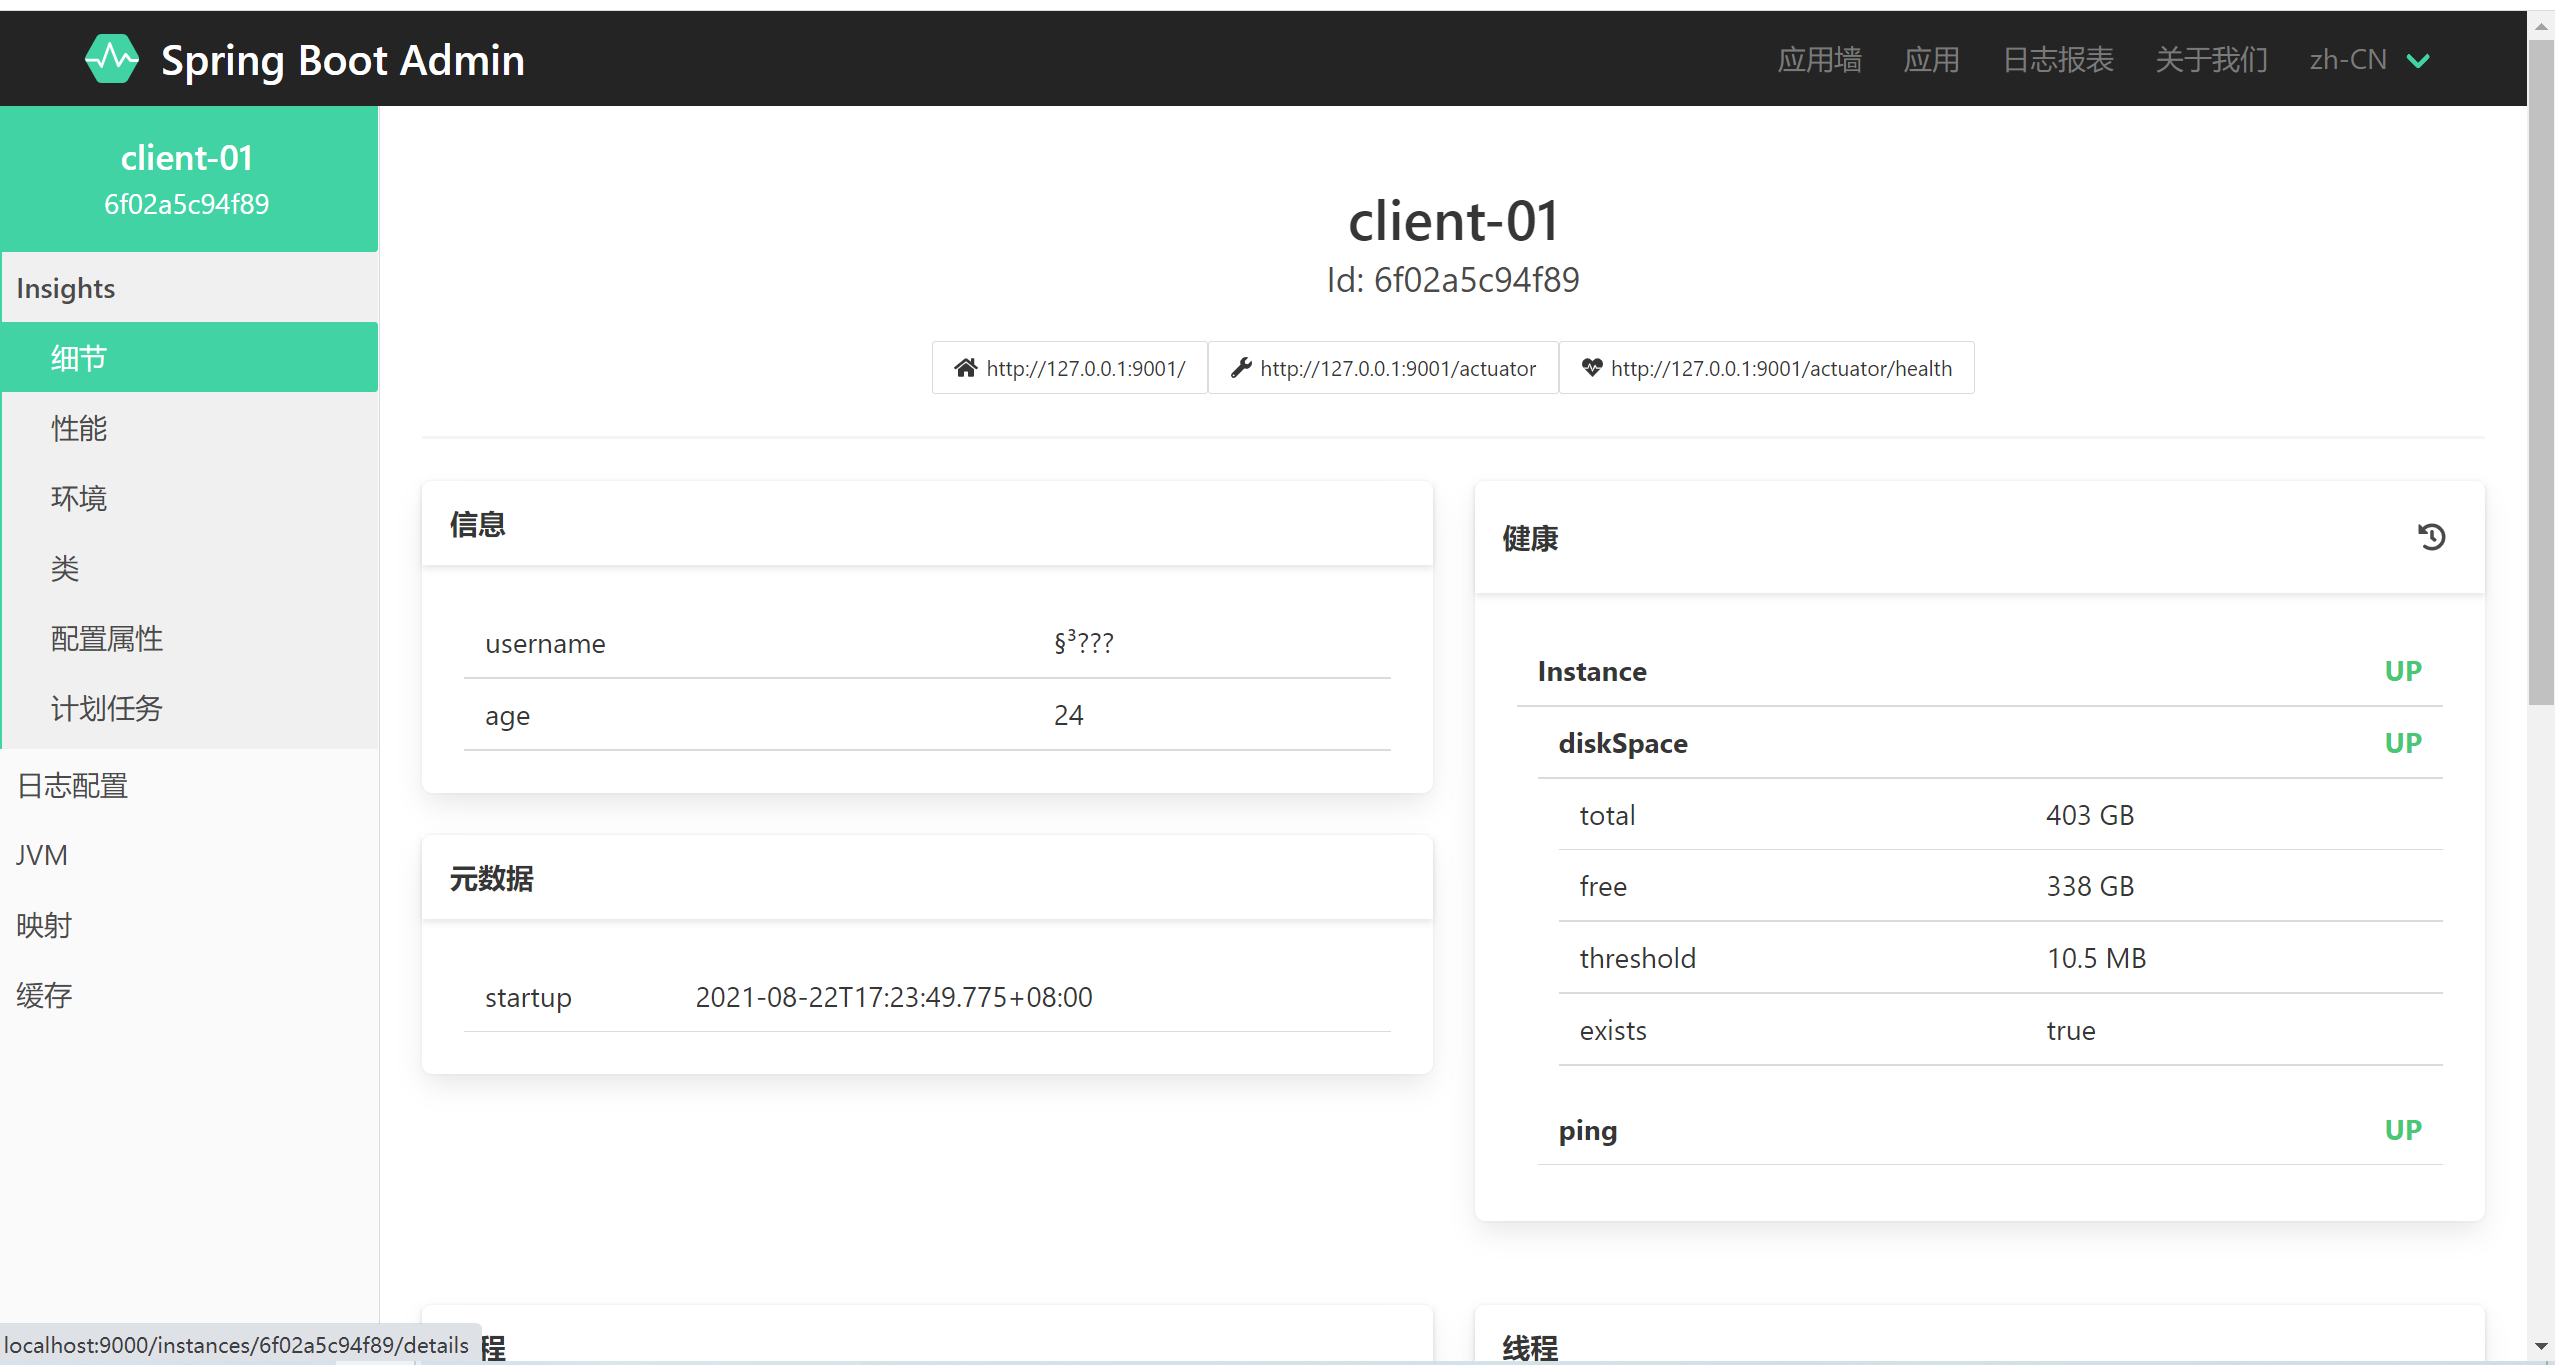 Spring Boot Admin
应用墙 应用 日志报表 关于我们 zh-CN
client-01
6f02a5c94f89
Insights
细节
性能
环境
类
配置属性
计划任务
日志配置
JVM
映射
缓存
client-01
Id: 6f02a5c94f89
http://127.0.0.1:9001/ http://127.0.0.1:9001/actuator http://127.0.0.1:9001/actuator/health
信息
username §³???
age 24
元数据
startup 2021-08-22T17:23:49.775+08:00
健康
Instance UP
diskSpace UP
total 403 GB
free 338 GB
threshold 10.5 MB
exists true
ping UP
程
线程
localhost:9000/instances/6f02a5c94f89/details